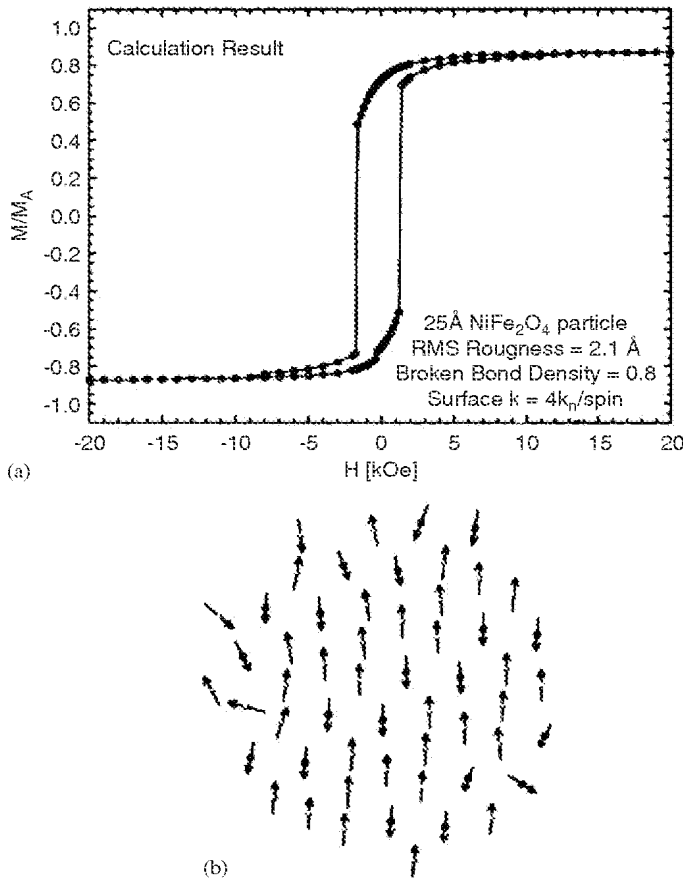 Calculation Result
1.0
0.8
0.6
0.4
0.2
0.0
-0.2
-0.4
-0.6
-0.8
-1.0
M/M_A
25Å NiFe₂O₄ particle
RMS Rougness = 2.1 Å
Broken Bond Density = 0.8
Surface k = 4kₙ/spin
-20 -15 -10 -5 0 5 10 15 20
H [kOe]
(a)
(b)